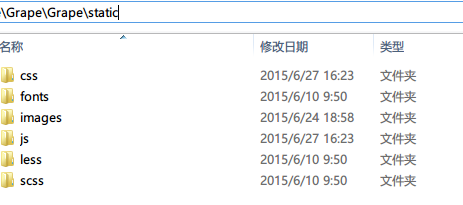 \Grape\Grape\static
名称 修改日期 类型
css 2015/6/27 16:23 文件夹
fonts 2015/6/10 9:50 文件夹
images 2015/6/24 18:58 文件夹
js 2015/6/27 16:23 文件夹
less 2015/6/10 9:50 文件夹
scss 2015/6/10 9:50 文件夹